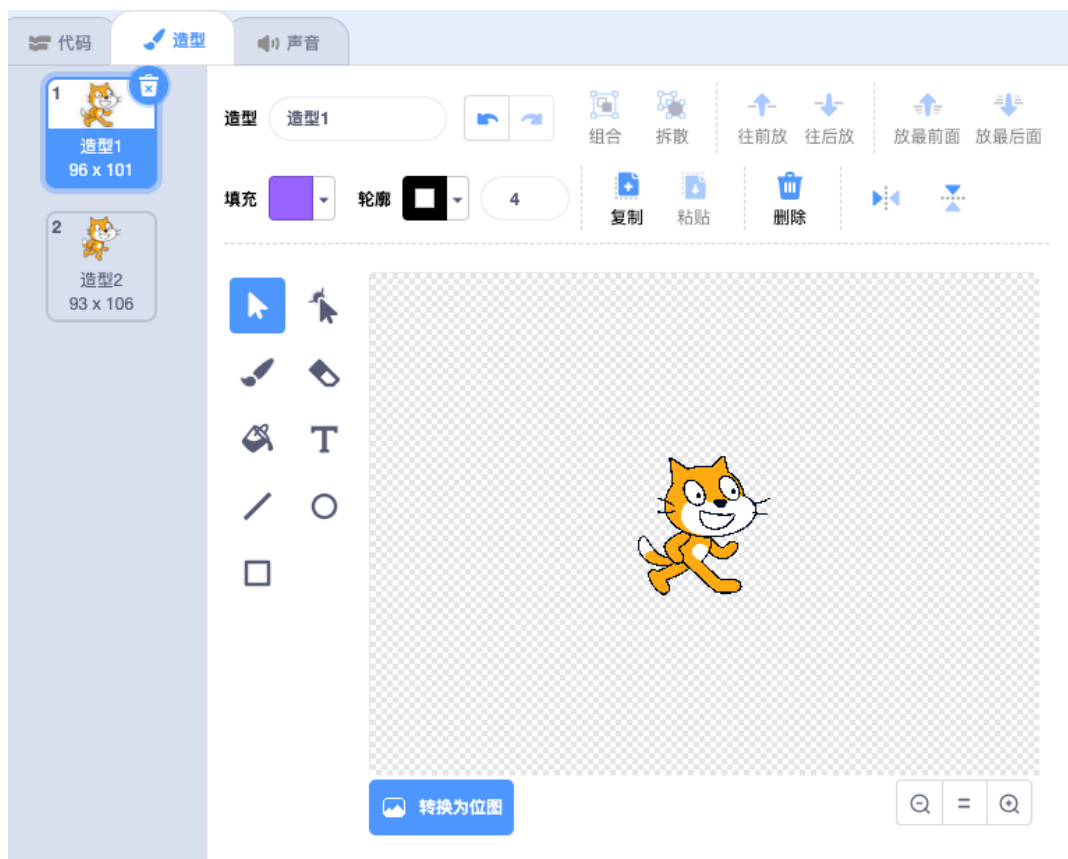 代码 造型 声音
1
造型1
96 x 101
2
造型2
93 x 106
造型 造型1 组合 拆散 往前放 往后放 放最前面 放最后面
填充 轮廓 4 复制 粘贴 删除
T
转换为位图
=